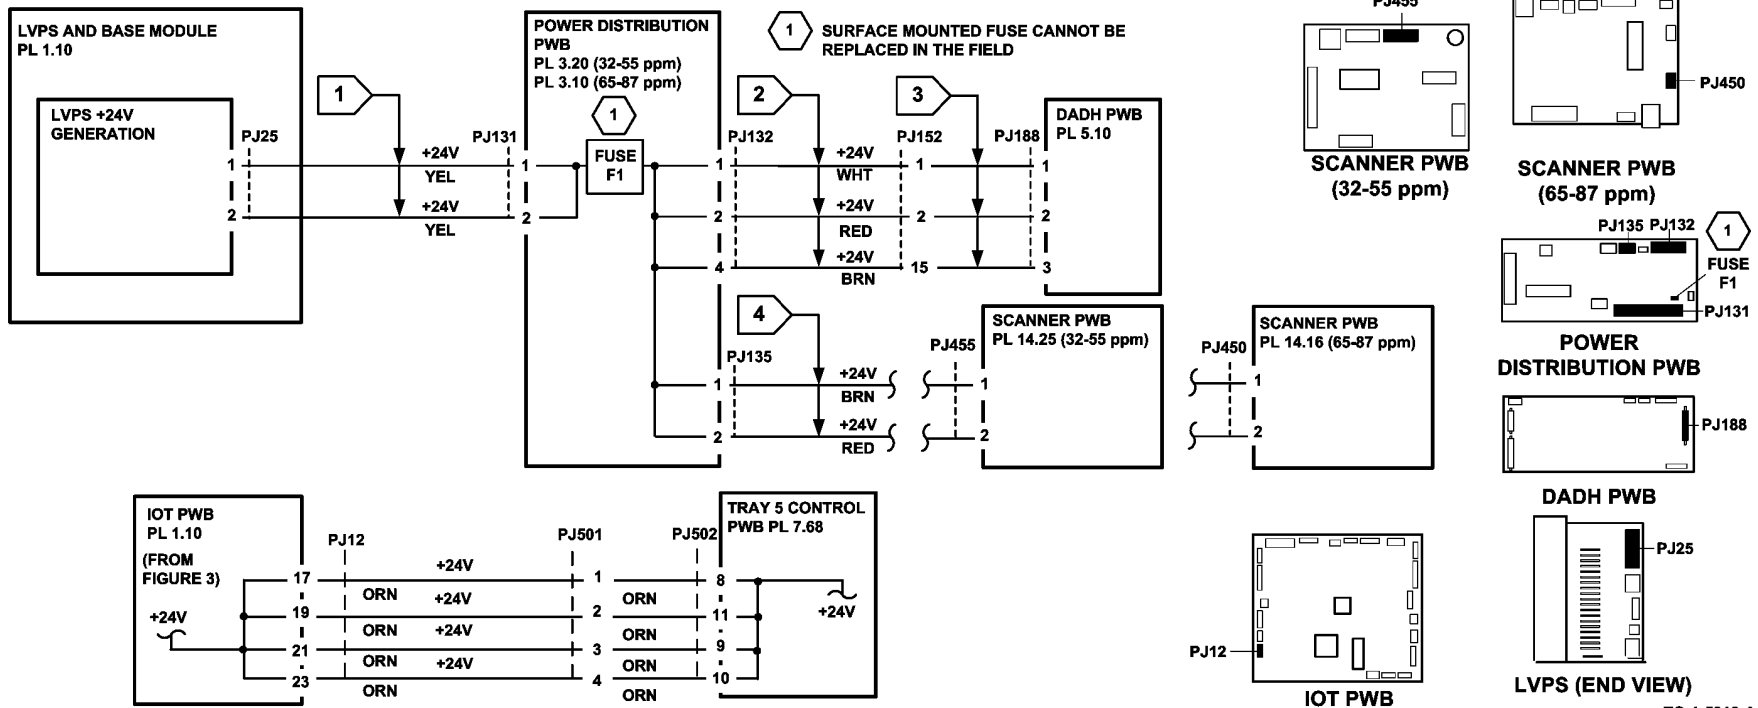 LVPS AND BASE MODULE
PL 1.10
LVPS +24V
GENERATION
PJ25
1
2
1
+24V
YEL
+24V
YEL
PJ131
1
2
POWER DISTRIBUTION
PWB
PL 3.20 (32-55 ppm)
PL 3.10 (65-87 ppm)
1
FUSE
F1
1
SURFACE MOUNTED FUSE CANNOT BE
REPLACED IN THE FIELD
PJ132
1
2
4
2
+24V
WHT
+24V
RED
+24V
BRN
PJ152
1
2
15
3
PJ188
1
2
3
DADH PWB
PL 5.10
4
PJ135
1
2
+24V
BRN
+24V
RED
PJ455
1
2
SCANNER PWB
PL 14.25 (32-55 ppm)
PJ450
1
2
SCANNER PWB
PL 14.16 (65-87 ppm)
IOT PWB
PL 1.10
(FROM
FIGURE 3)
+24V
17
19
21
23
PJ12
+24V
ORN
+24V
ORN
+24V
ORN
+24V
ORN
PJ501
1
2
3
4
ORN
ORN
ORN
ORN
PJ502
8
11
9
10
TRAY 5 CONTROL
PWB PL 7.68
+24V
PJ455
SCANNER PWB
(32-55 ppm)
PJ450
SCANNER PWB
(65-87 ppm)
PJ135 PJ132
1
FUSE
F1
PJ131
POWER
DISTRIBUTION PWB
PJ188
DADH PWB
PJ12
IOT PWB
PJ25
LVPS (END VIEW)